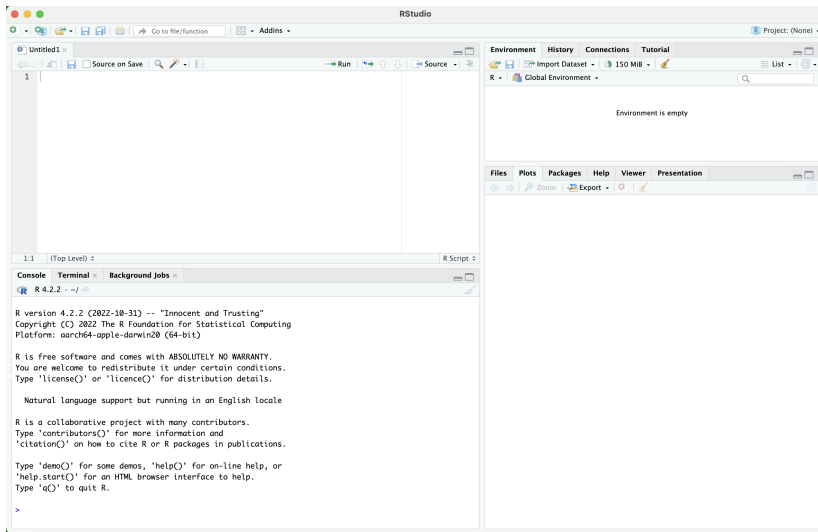 RStudio
Go to file/function
Addins
Project: (None)
Untitled1
Source on Save
Run
Source
1
1:1
(Top Level)
R Script
Console
Terminal
Background Jobs
R 4.2.2 · ~/
R version 4.2.2 (2022-10-31) -- "Innocent and Trusting"
Copyright (C) 2022 The R Foundation for Statistical Computing
Platform: aarch64-apple-darwin20 (64-bit)
R is free software and comes with ABSOLUTELY NO WARRANTY.
You are welcome to redistribute it under certain conditions.
Type 'license()' or 'licence()' for distribution details.
Natural language support but running in an English locale
R is a collaborative project with many contributors.
Type 'contributors()' for more information and
'citation()' on how to cite R or R packages in publications.
Type 'demo()' for some demos, 'help()' for on-line help, or
'help.start()' for an HTML browser interface to help.
Type 'q()' to quit R.
>
Environment
History
Connections
Tutorial
Import Dataset
150 MiB
List
R
Global Environment
Environment is empty
Files
Plots
Packages
Help
Viewer
Presentation
Zoom
Export